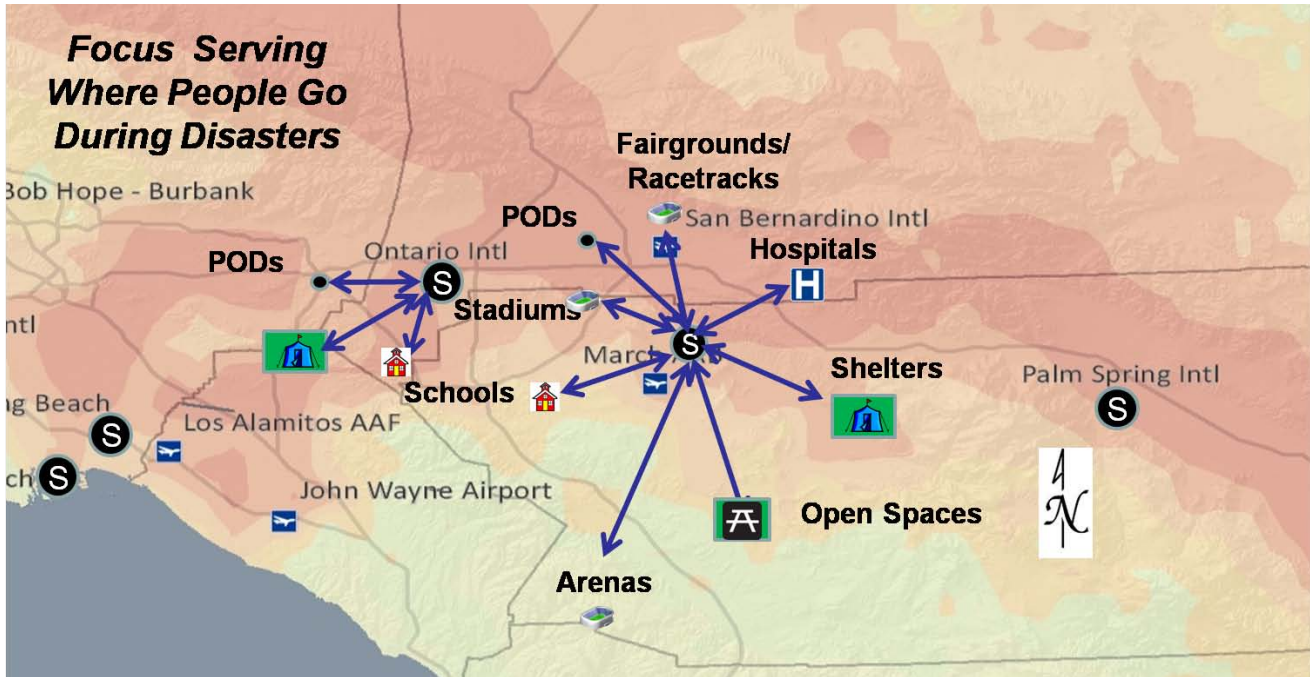 Focus Serving
Where People Go
During Disasters
Fairgrounds/
Racetracks
Bob Hope - Burbank
PODs
San Bernardino Intl
Ontario Intl
Hospitals
PODs
S
H
Stadiums
S
March
ntl
Shelters
Palm Spring Intl
Schools
ng Beach
S
Los Alamitos AAF
S
ch
S
John Wayne Airport
N
Open Spaces
Arenas